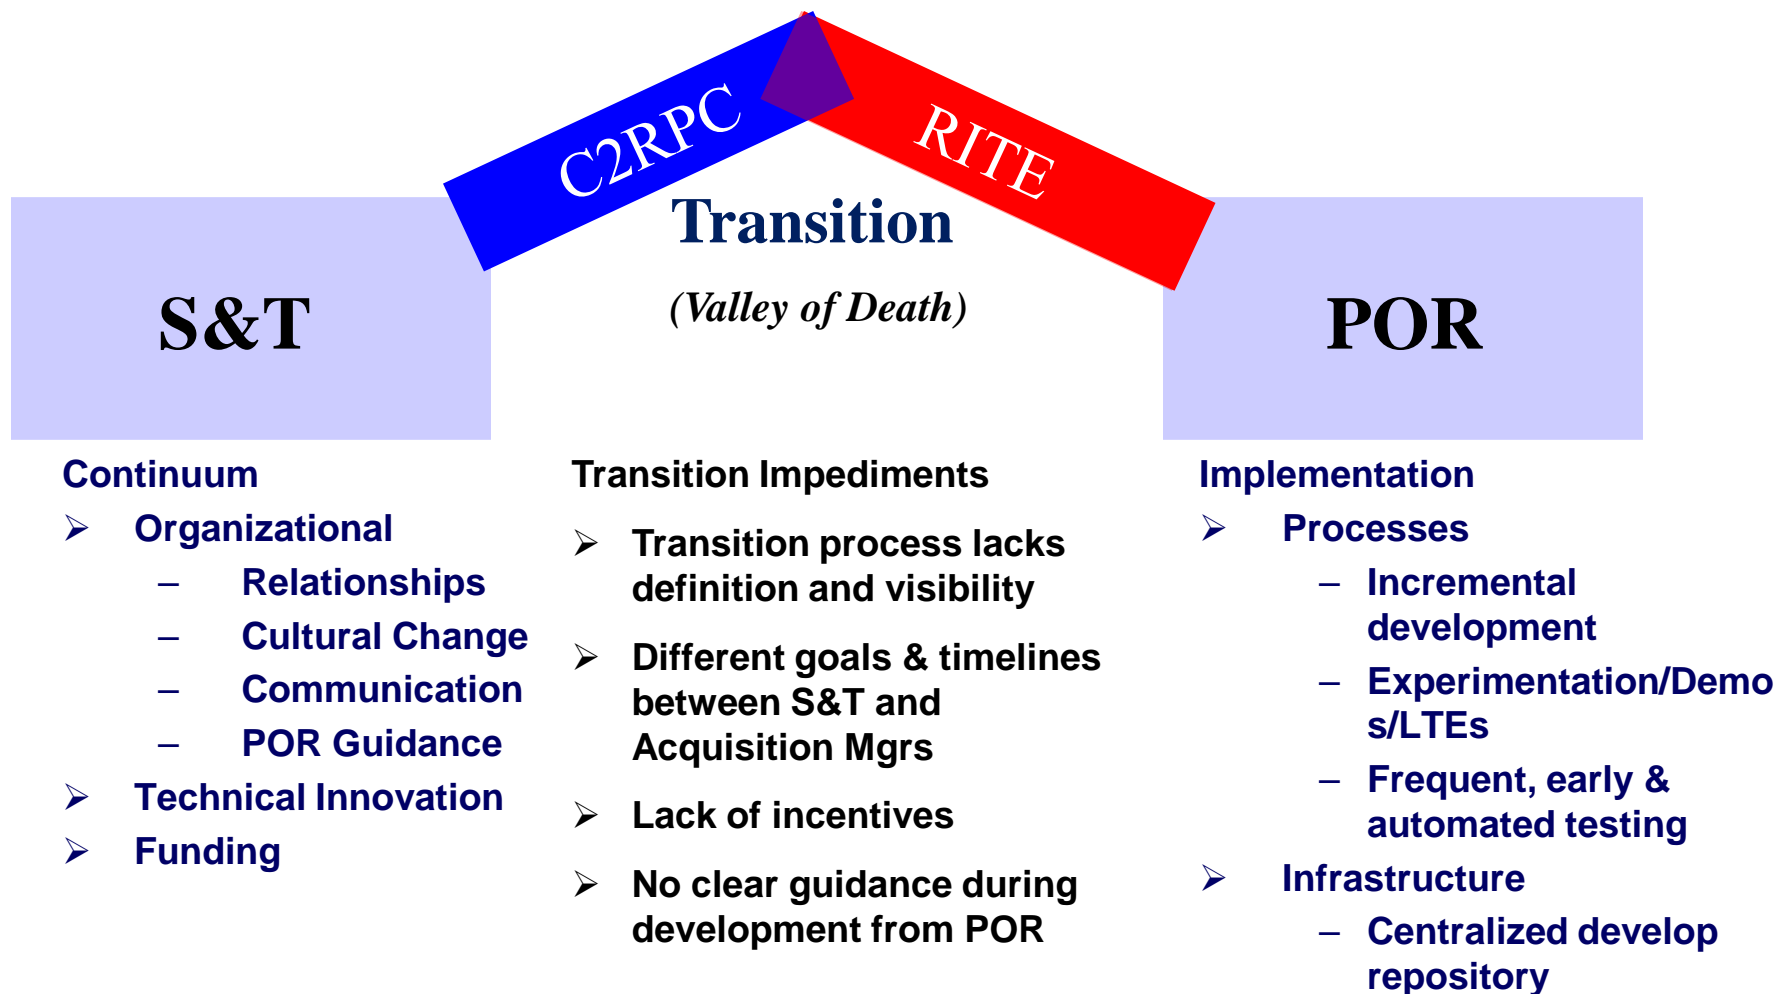 C2RPC
RITE
Transition
(Valley of Death)
S&T
POR
Continuum
➢ Organizational
– Relationships
– Cultural Change
– Communication
– POR Guidance
➢ Technical Innovation
➢ Funding
Transition Impediments
➢ Transition process lacks
definition and visibility
➢ Different goals & timelines
between S&T and
Acquisition Mgrs
➢ Lack of incentives
➢ No clear guidance during
development from POR
Implementation
➢ Processes
– Incremental
development
– Experimentation/Demo
s/LTEs
– Frequent, early &
automated testing
➢ Infrastructure
– Centralized develop
repository